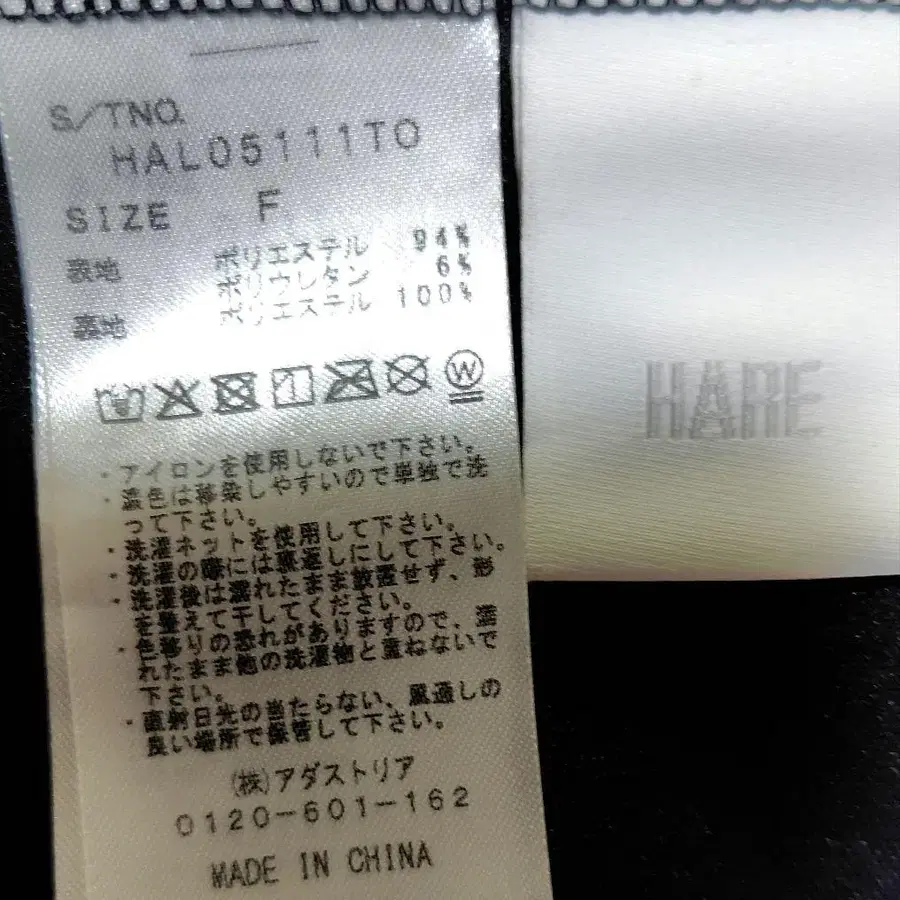 S/TNO.
HAL05111TO
SIZE F
表地 ポリエステル 94%
ポリウレタン 6%
裏地 ポリエステル 100%
W
・アイロンを使用しないで下さい。
・濃色は移染しやすいので単独で洗
って下さい。
・洗濯ネットを使用して下さい。
・洗濯の際には裏返しにして下さい。
・洗濯後は濡れたまま放置せず、形
を整えて干してください。
・色移りの恐れがありますので、濡
れたまま他の洗濯物と重ねないで
下さい。
・直射日光の当たらない、風通しの
良い場所で保管して下さい。
(株)アダストリア
0120-601-162
MADE IN CHINA
HARE